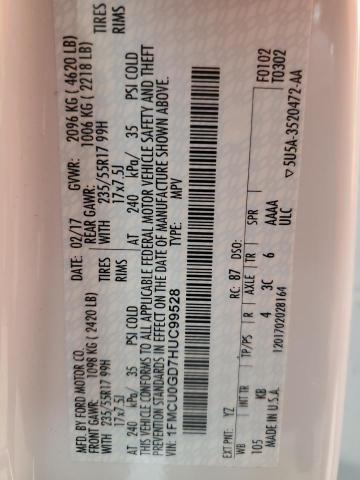 MFD. BY FORD MOTOR CO.
DATE: 02/17 GVWR: 2096 KG ( 4620 LB)
FRONT GAWR: 1098 KG ( 2420 LB) REAR GAWR: 1006 KG ( 2218 LB)
WITH TIRES WITH TIRES
235/55R17 99H RIMS 235/55R17 99H RIMS
17x7.5J 17x7.5J
AT 240 kPa/ 35 PSI COLD AT 240 kPa/ 35 PSI COLD
THIS VEHICLE CONFORMS TO ALL APPLICABLE FEDERAL MOTOR VEHICLE SAFETY AND THEFT
PREVENTION STANDARDS IN EFFECT ON THE DATE OF MANUFACTURE SHOWN ABOVE.
VIN: 1FMCU0GD7HUC99528
TYPE: MPV
F0102
T0302
EXT PNT: YZ RC: 87 DSO:
WB INT TR TP/PS R AXLE TR SPR
105 KB 4 3C 6 AAAA
ULC
MADE IN U.S.A.
1201702028164
▽5U5A-3520472-AA